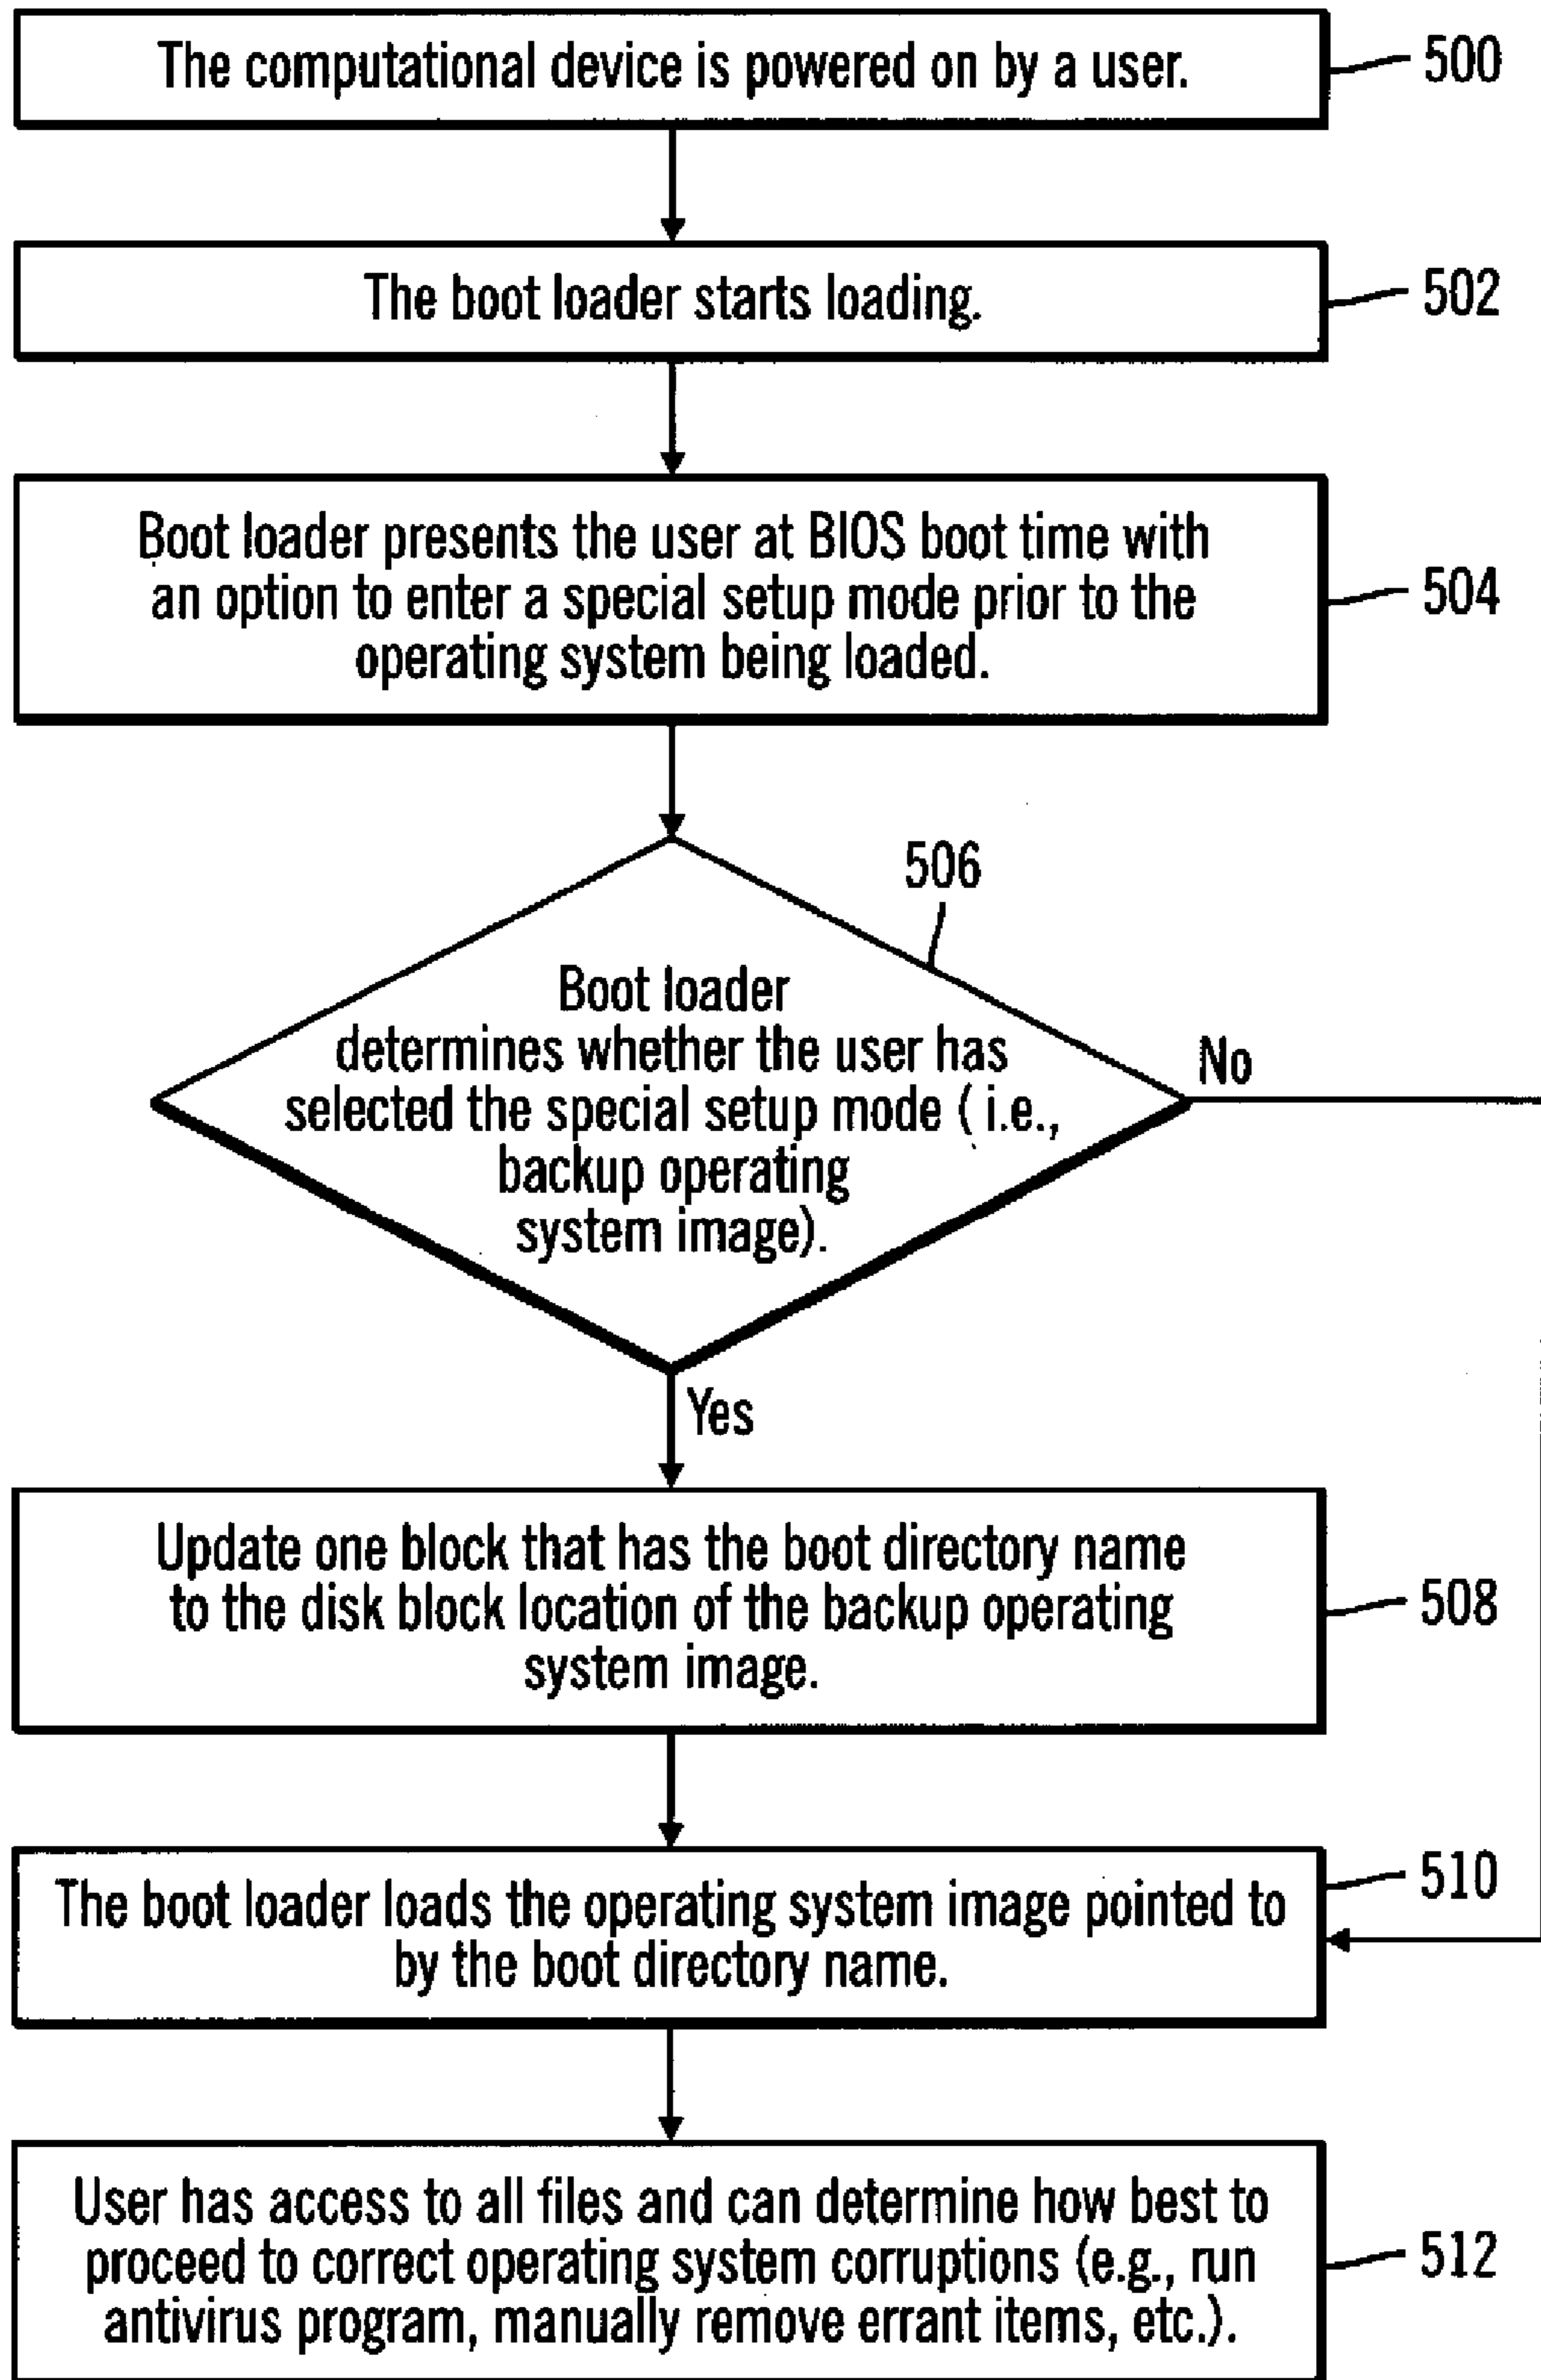 The computational device is powered on by a user.
500
The boot loader starts loading.
502
Boot loader presents the user at BIOS boot time with
an option to enter a special setup mode prior to the
operating system being loaded.
504
506
Boot loader
determines whether the user has
selected the special setup mode ( i.e.,
backup operating
system image).
No
Yes
Update one block that has the boot directory name
to the disk block location of the backup operating
system image.
508
The boot loader loads the operating system image pointed to
by the boot directory name.
510
User has access to all files and can determine how best to
proceed to correct operating system corruptions (e.g., run
antivirus program, manually remove errant items, etc.).
512